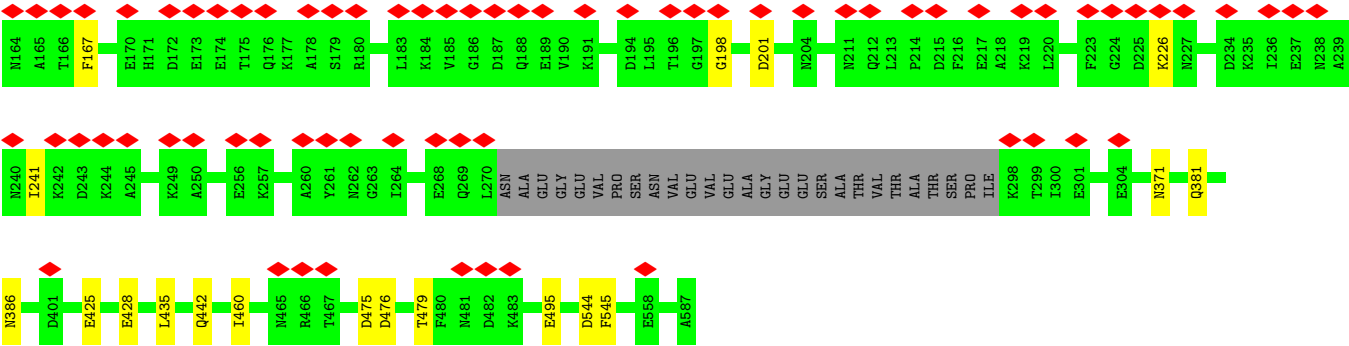 N164 A165 T166 F167 E170 H171 D172 E173 E174 T175 Q176 K177 A178 S179 R180 L183 K184 V185 G186 D187 Q188 E189 V190 K191 D194 L195 T196 G197 G198 D201 N204 N211 Q212 L213 P214 D215 F216 E217 A218 K219 L220 F223 G224 D225 K226 N227 D234 K235 I236 E237 N238 A239
N240 I241 K242 D243 K244 A245 K249 A250 E256 K257 A260 Y261 N262 G263 I264 E268 Q269 L270 ASN ALA GLU GLY GLU VAL PRO SER ASN VAL GLU VAL GLU ALA GLY GLU GLU SER ALA THR VAL THR ALA THR SER PRO ILE K298 T299 I300 E301 E304 N371 Q381
N386 D401 E425 E428 L435 Q442 I460 N465 R466 T467 D475 D476 T479 F480 N481 D482 K483 E495 D544 F545 E558 A587